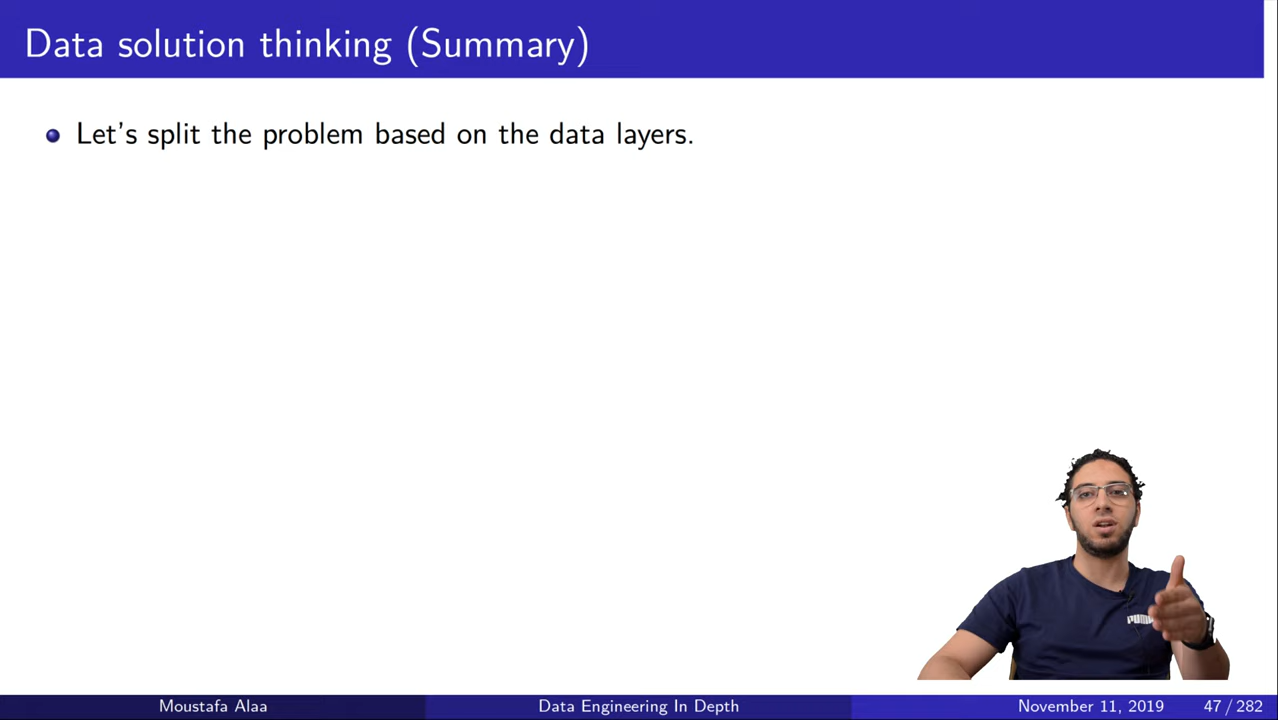 Data solution thinking (Summary)
Let's split the problem based on the data layers.
PUMA
Moustafa Alaa
Data Engineering In Depth
November 11, 2019
47 / 282